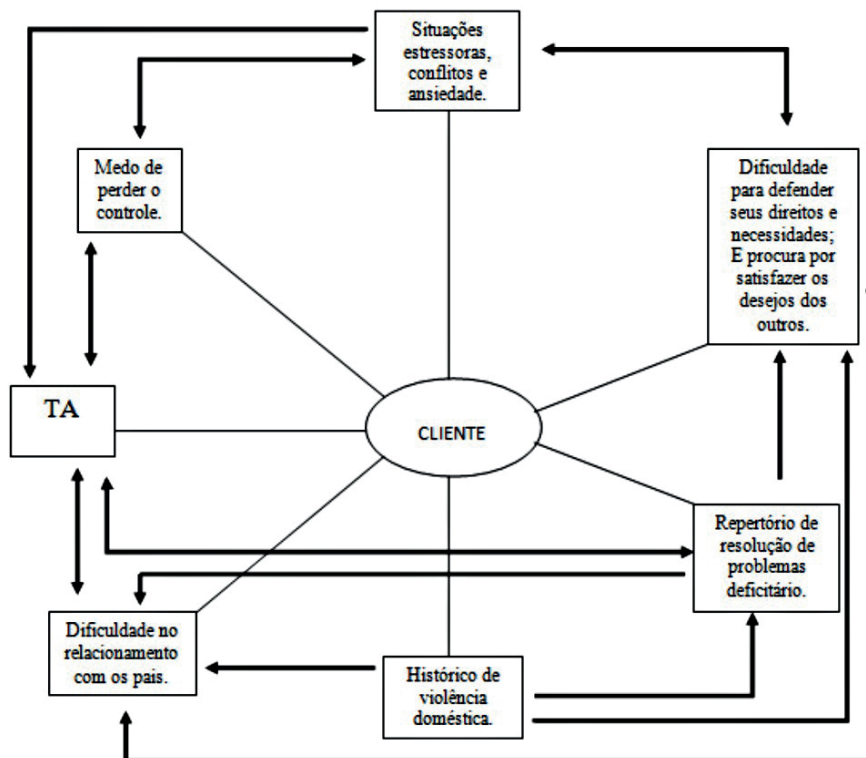 Situações
estressoras,
conflitos e
ansiedade.
Medo de
perder o
controle.
Dificuldade
para defender
seus direitos e
necessidades;
E procura por
satisfazer os
desejos dos
outros.
TA
CLIENTE
Repertório de
resolução de
problemas
deficitário.
Dificuldade no
relacionamento
com os pais.
Histórico de
violência
doméstica.